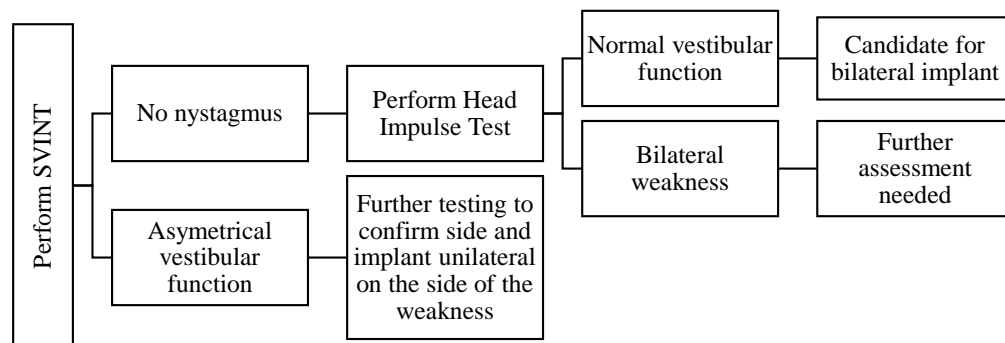 Perform SVINT
No nystagmus
Perform Head
Impulse Test
Normal vestibular
function
Candidate for
bilateral implant
Bilateral
weakness
Further
assessment
needed
Asymetrical
vestibular
function
Further testing to
confirm side and
implant unilateral
on the side of the
weakness